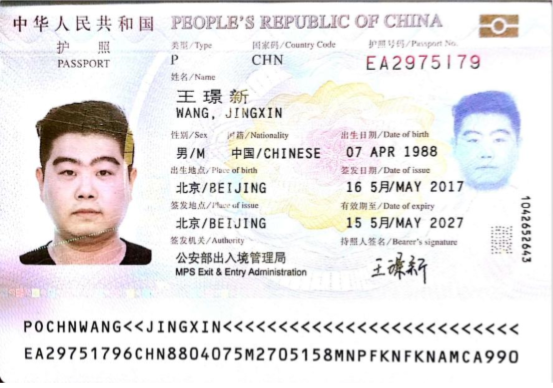 中华人民共和国 PEOPLE'S REPUBLIC OF CHINA
护 照
PASSPORT
类型/Type 国家码/Country Code 护照号码/Passport No.
P CHN EA2975179
姓名/Name
王璟新
WANG, JINGXIN
性别/Sex 国籍/Nationality 出生日期/Date of birth
男/M 中国/CHINESE 07 APR 1988
出生地点/Place of birth 签发日期/Date of issue
北京/BEIJING 16 5月/MAY 2017
签发地点/Place of issue 有效期至/Date of expiry
北京/BEIJING 15 5月/MAY 2027
签发机关/Authority 持照人签名/Bearer's signature
公安部出入境管理局
MPS Exit & Entry Administration
王璟新
1042652643
POCHNWANG<<JINGXIN<<<<<<<<<<<<<<<<<<<<<<<<<<
EA29751796CHN8804075M2705158MNPFKNFKNAMCA990